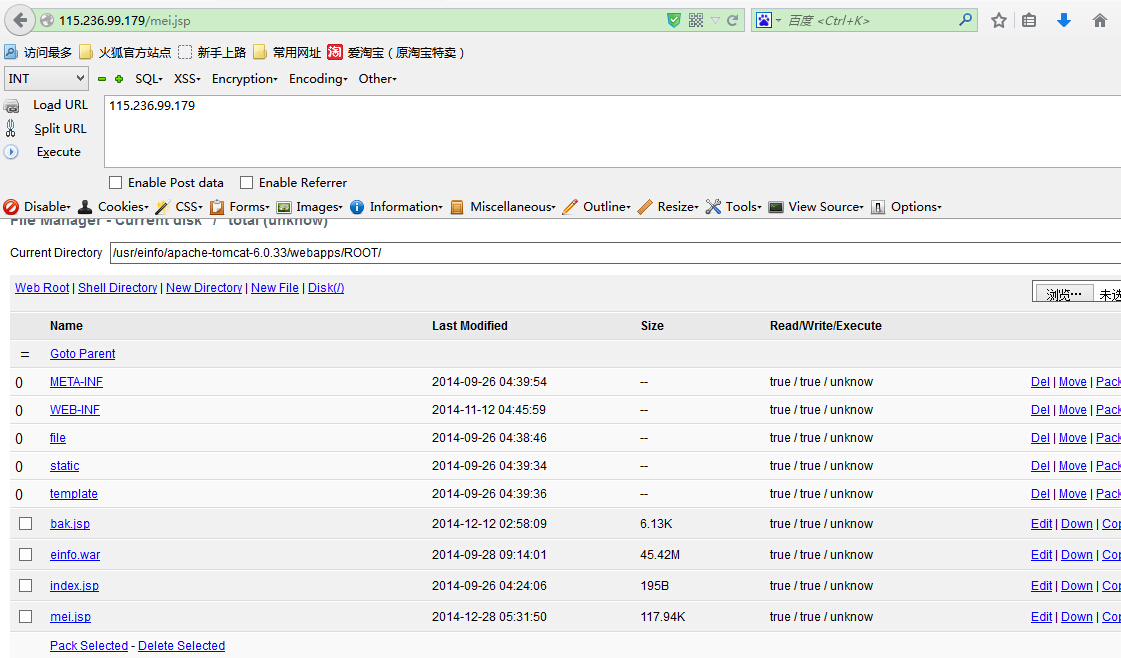 115.236.99.179/mei.jsp 百度 <Ctrl+K>
访问最多 火狐官方站点 新手上路 常用网址 淘 爱淘宝（原淘宝特卖）
INT SQL XSS Encryption Encoding Other
Load URL 115.236.99.179
Split URL
Execute
Enable Post data Enable Referrer
Disable Cookies CSS Forms Images Information Miscellaneous Outline Resize Tools View Source Options
File Manager - Current disk "/" total (unknow)
Current Directory /usr/einfo/apache-tomcat-6.0.33/webapps/ROOT/
Web Root | Shell Directory | New Directory | New File | Disk(/) 浏览… 未选
Name Last Modified Size Read/Write/Execute
= Goto Parent
0 META-INF 2014-09-26 04:39:54 -- true / true / unknow Del | Move | Pack
0 WEB-INF 2014-11-12 04:45:59 -- true / true / unknow Del | Move | Pack
0 file 2014-09-26 04:38:46 -- true / true / unknow Del | Move | Pack
0 static 2014-09-26 04:39:34 -- true / true / unknow Del | Move | Pack
0 template 2014-09-26 04:39:36 -- true / true / unknow Del | Move | Pack
bak.jsp 2014-12-12 02:58:09 6.13K true / true / unknow Edit | Down | Cop
einfo.war 2014-09-28 09:14:01 45.42M true / true / unknow Edit | Down | Cop
index.jsp 2014-09-26 04:24:06 195B true / true / unknow Edit | Down | Cop
mei.jsp 2014-12-28 05:31:50 117.94K true / true / unknow Edit | Down | Cop
Pack Selected - Delete Selected